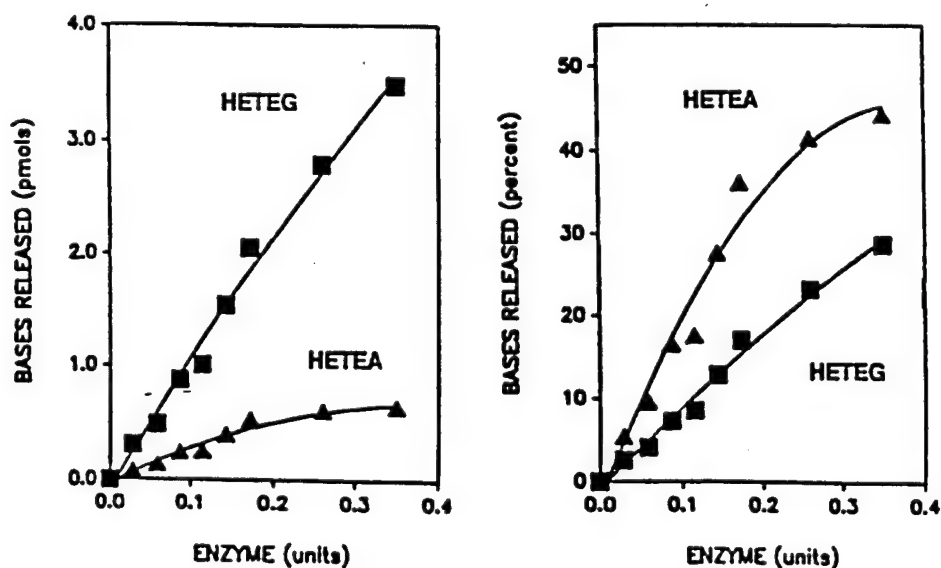 4.0
3.0
2.0
1.0
0.0
BASES RELEASED (pmols)
HETEG
HETEA
0.0 0.1 0.2 0.3 0.4
ENZYME (units)
50
40
30
20
10
0
BASES RELEASED (percent)
HETEA
HETEG
0.0 0.1 0.2 0.3 0.4
ENZYME (units)